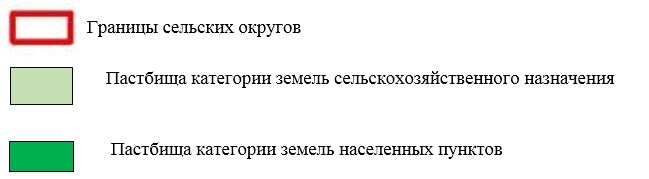 Границы сельских округов
Пастбища категории земель сельскохозяйственного назначения
Пастбища категории земель населенных пунктов